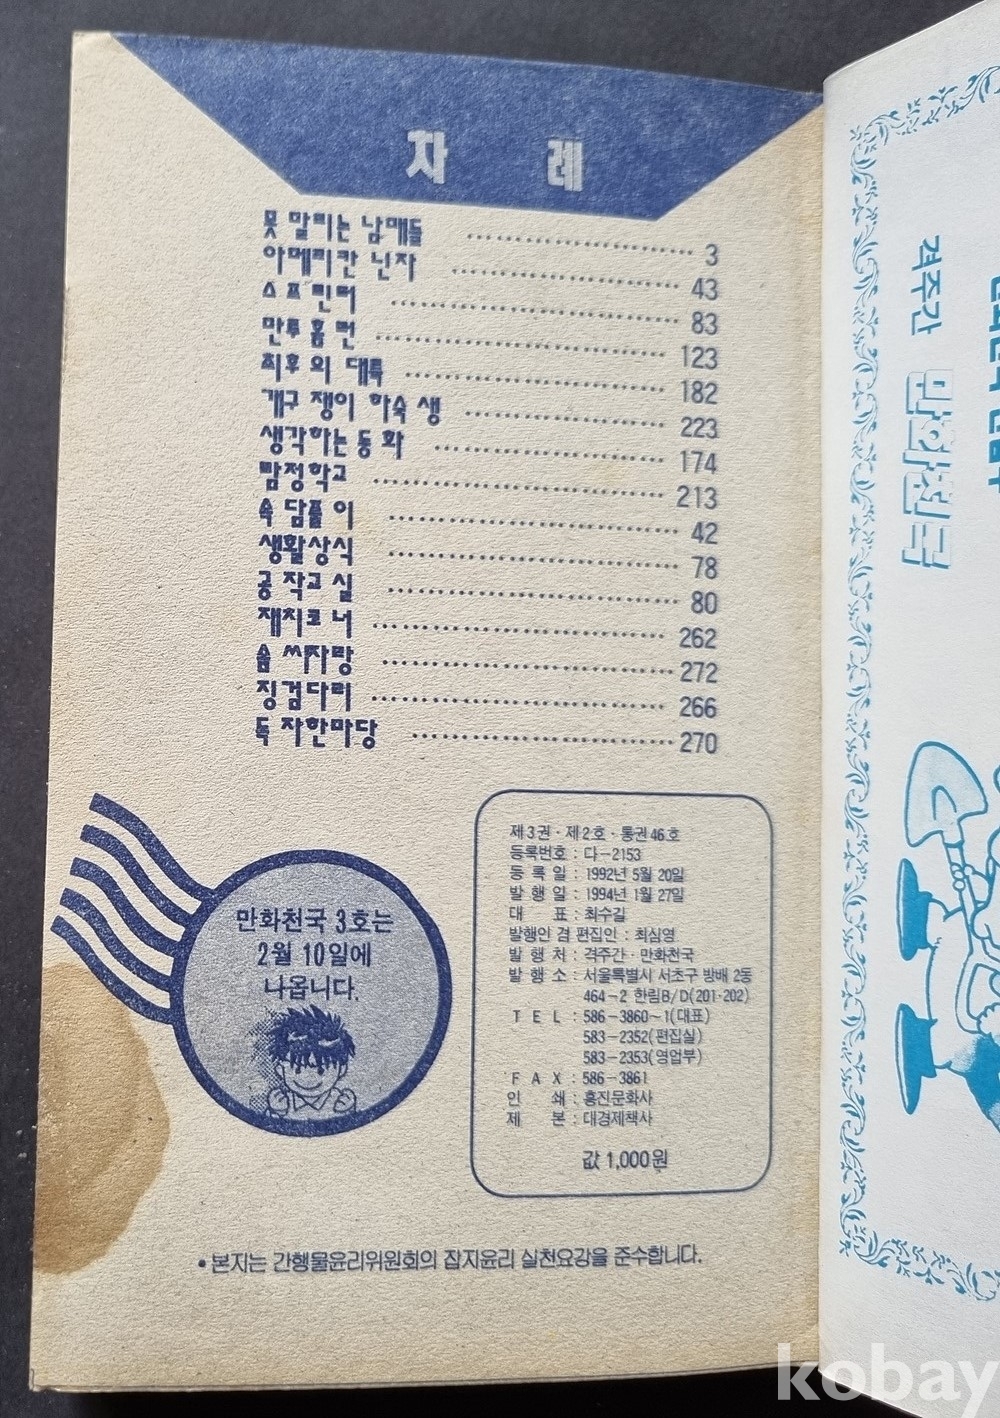 차 례
못말리는 남매들 3
아메리칸 닌자 43
스프린터 83
만루홈런 123
최후의 대륙 182
개구쟁이 하숙생 223
생각하는 동화 174
맘정학교 213
속담풀이 42
생활상식 78
공작교실 80
재치코너 262
솜씨자랑 272
징검다리 266
독자한마당 270
만화천국 3호는
2월 10일에
나옵니다.
제3권·제2호·통권46호
등록번호 : 다-2153
등록일 : 1992년 5월 20일
발행일 : 1994년 1월 27일
대 표 : 최수길
발행인 겸 편집인 : 최심영
발행처 : 격주간·만화천국
발행소 : 서울특별시 서초구 방배 2동
464-2 한림B/D(201·202)
TEL : 586-3860~1(대표)
583-2352(편집실)
583-2353(영업부)
FAX : 586-3861
인 쇄 : 홍진문화사
제 본 : 대경제책사
값 1,000원
• 본지는 간행물윤리위원회의 잡지윤리 실천요강을 준수합니다.
격주간 만화천국
kobay